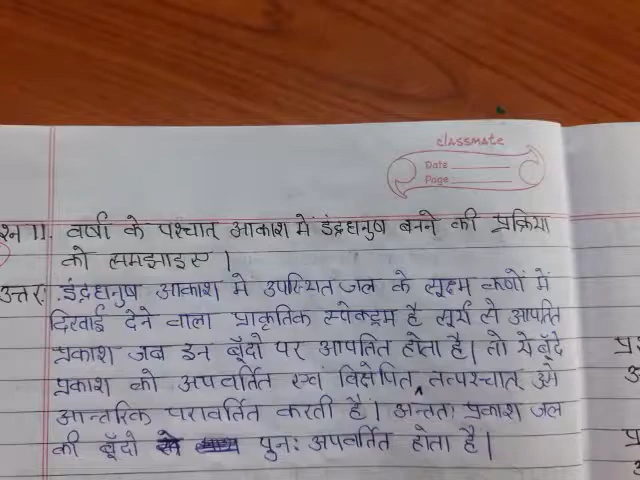 classmate
Date
Page
श्न 11. वर्षा के पश्चात् आकाश में इंद्रधनुष बनने की प्रक्रिया
को समझाइए।
उत्तर: इंद्रधनुष आकाश मे उपस्थित जल के सूक्ष्म कणों में
दिखाई देने वाला प्राकृतिक स्पेक्ट्रम है सूर्य से आपतित
प्रकाश जब इन बूँदो पर आपतित होता है। तो ये बूँदे
प्रकाश को अपवर्तित एवं विक्षेपित, तत्पश्चात् इसे
आन्तरिक परावर्तित करती है। अन्ततः प्रकाश जल
की बूँदो से पुनः अपवर्तित होता है।
प्र
उ
प्र
उ